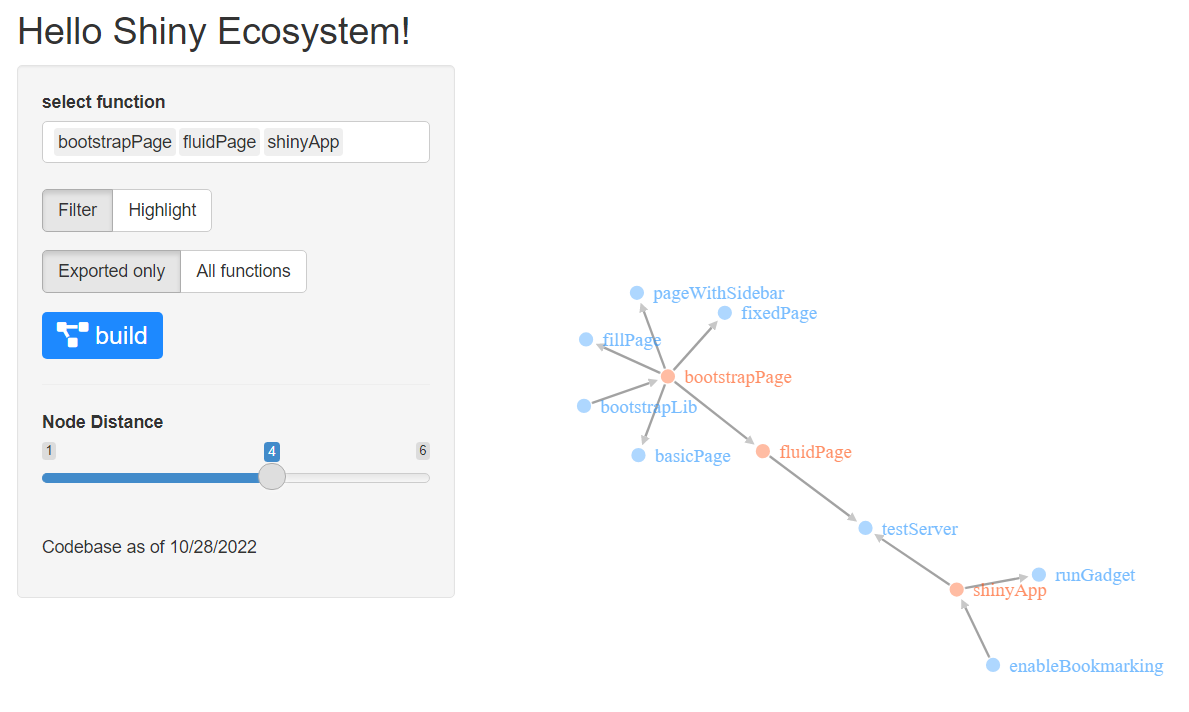 Hello Shiny Ecosystem!
select function
bootstrapPage fluidPage shinyApp
Filter Highlight
Exported only All functions
build
Node Distance
1 4 6
Codebase as of 10/28/2022
pageWithSidebar
fixedPage
fillPage
bootstrapPage
bootstrapLib
basicPage
fluidPage
testServer
runGadget
shinyApp
enableBookmarking